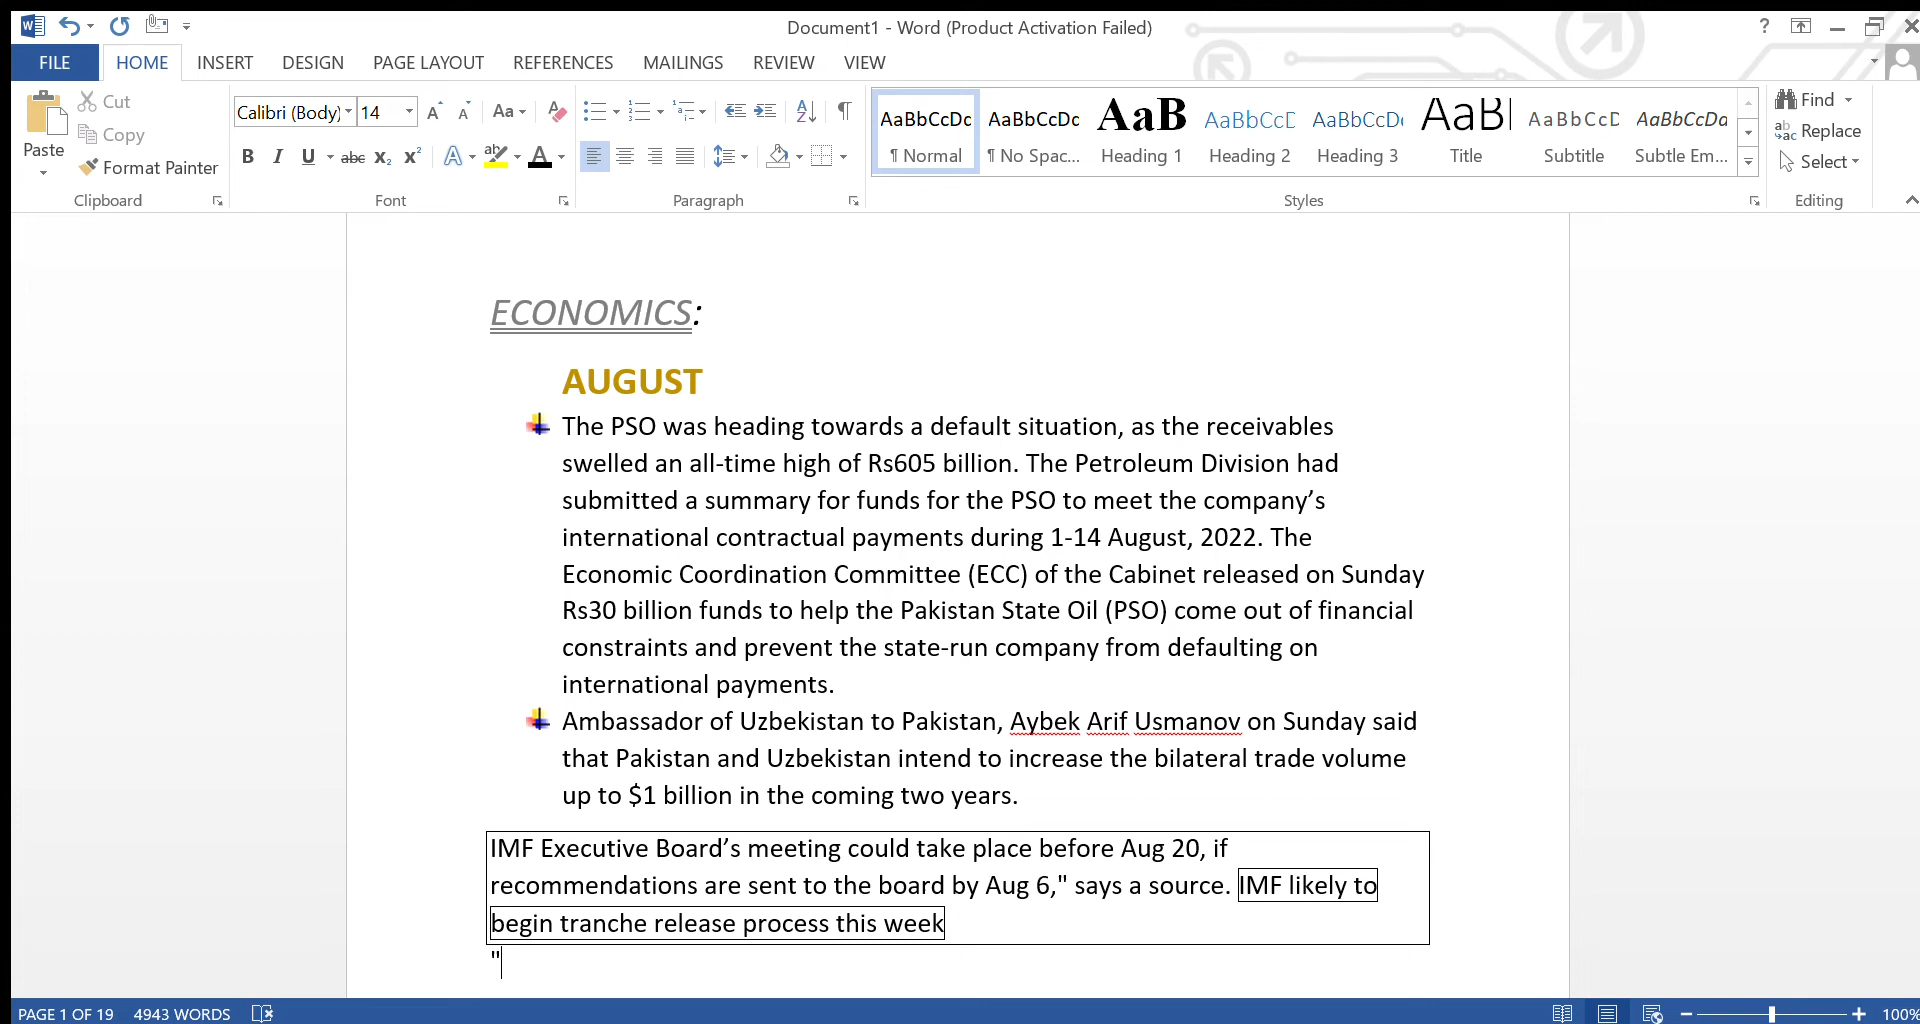 Document1 - Word (Product Activation Failed)
FILE HOME INSERT DESIGN PAGE LAYOUT REFERENCES MAILINGS REVIEW VIEW
Paste
Cut
Copy
Format Painter
Clipboard
Calibri (Body) 14
Font
Paragraph
AaBbCcDc AaBbCcDc AaB AaBbCcD AaBbCcDc AaB AaBbCcD AaBbCcDa
¶ Normal ¶ No Spac... Heading 1 Heading 2 Heading 3 Title Subtitle Subtle Em...
Styles
Find
Replace
Select
Editing
ECONOMICS:
AUGUST
The PSO was heading towards a default situation, as the receivables
swelled an all-time high of Rs605 billion. The Petroleum Division had
submitted a summary for funds for the PSO to meet the company’s
international contractual payments during 1-14 August, 2022. The
Economic Coordination Committee (ECC) of the Cabinet released on Sunday
Rs30 billion funds to help the Pakistan State Oil (PSO) come out of financial
constraints and prevent the state-run company from defaulting on
international payments.
Ambassador of Uzbekistan to Pakistan, Aybek Arif Usmanov on Sunday said
that Pakistan and Uzbekistan intend to increase the bilateral trade volume
up to $1 billion in the coming two years.
IMF Executive Board’s meeting could take place before Aug 20, if
recommendations are sent to the board by Aug 6," says a source. IMF likely to
begin tranche release process this week
"
PAGE 1 OF 19 4943 WORDS
100%